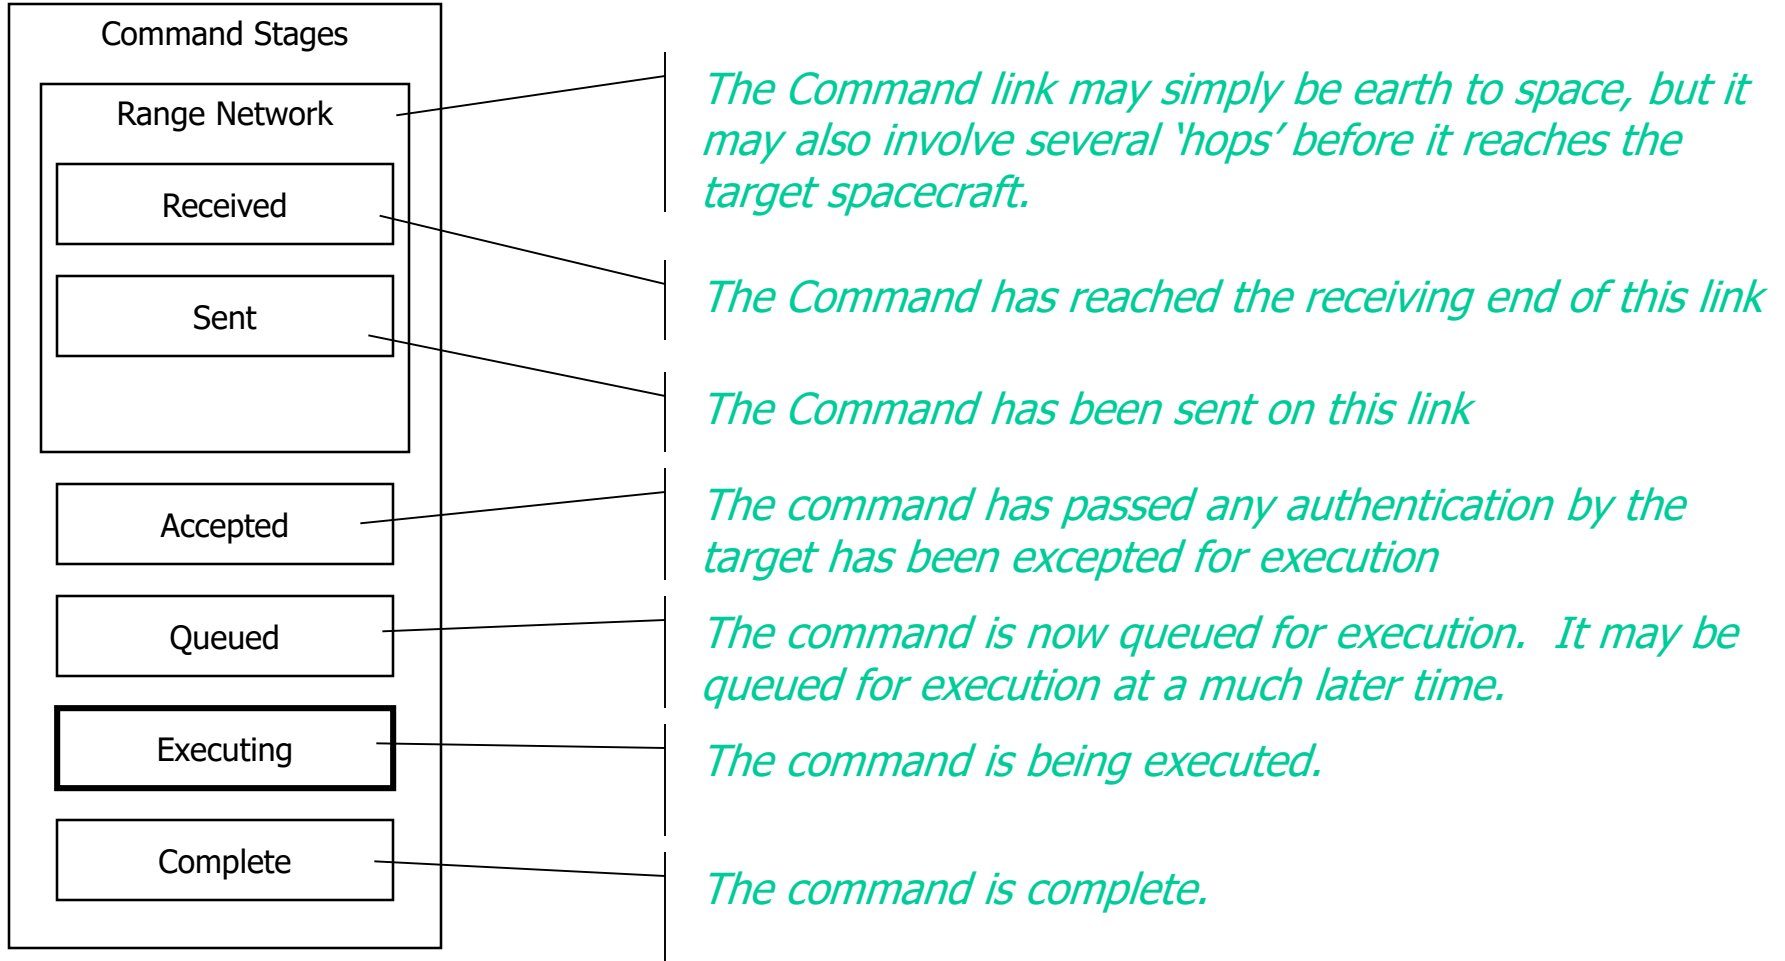 Command Stages
Range Network
Received
Sent
Accepted
Queued
Executing
Complete
The Command link may simply be earth to space, but it
may also involve several ‘hops’ before it reaches the
target spacecraft.
The Command has reached the receiving end of this link
The Command has been sent on this link
The command has passed any authentication by the
target has been excepted for execution
The command is now queued for execution.  It may be
queued for execution at a much later time.
The command is being executed.
The command is complete.